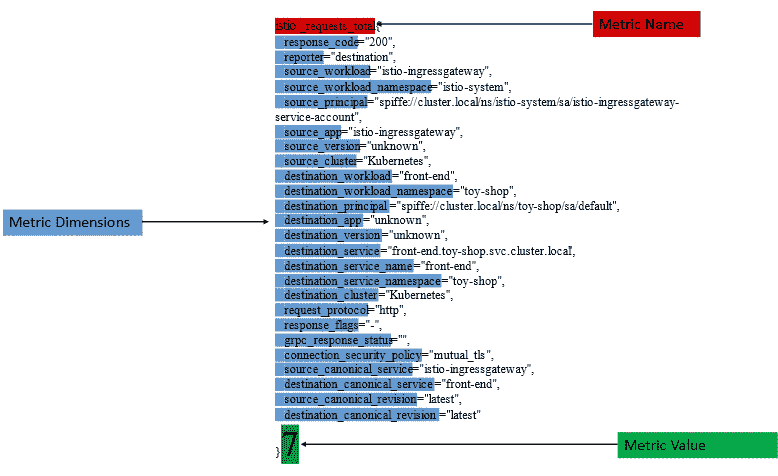 istio_requests_total{
Metric Name
response_code="200",
reporter="destination",
source_workload="istio-ingressgateway",
source_workload_namespace="istio-system",
source_principal="spiffe://cluster.local/ns/istio-system/sa/istio-ingressgateway-
service-account",
source_app="istio-ingressgateway",
source_version="unknown",
source_cluster="Kubernetes",
destination_workload="front-end",
destination_workload_namespace="toy-shop",
destination_principal="spiffe://cluster.local/ns/toy-shop/sa/default",
Metric Dimensions
destination_app="unknown",
destination_version="unknown",
destination_service="front-end.toy-shop.svc.cluster.local",
destination_service_name="front-end",
destination_service_namespace="toy-shop",
destination_cluster="Kubernetes",
request_protocol="http",
response_flags="-",
grpc_response_status="",
connection_security_policy="mutual_tls",
source_canonical_service="istio-ingressgateway",
destination_canonical_service="front-end",
source_canonical_revision="latest",
destination_canonical_revision="latest"
} 7
Metric Value